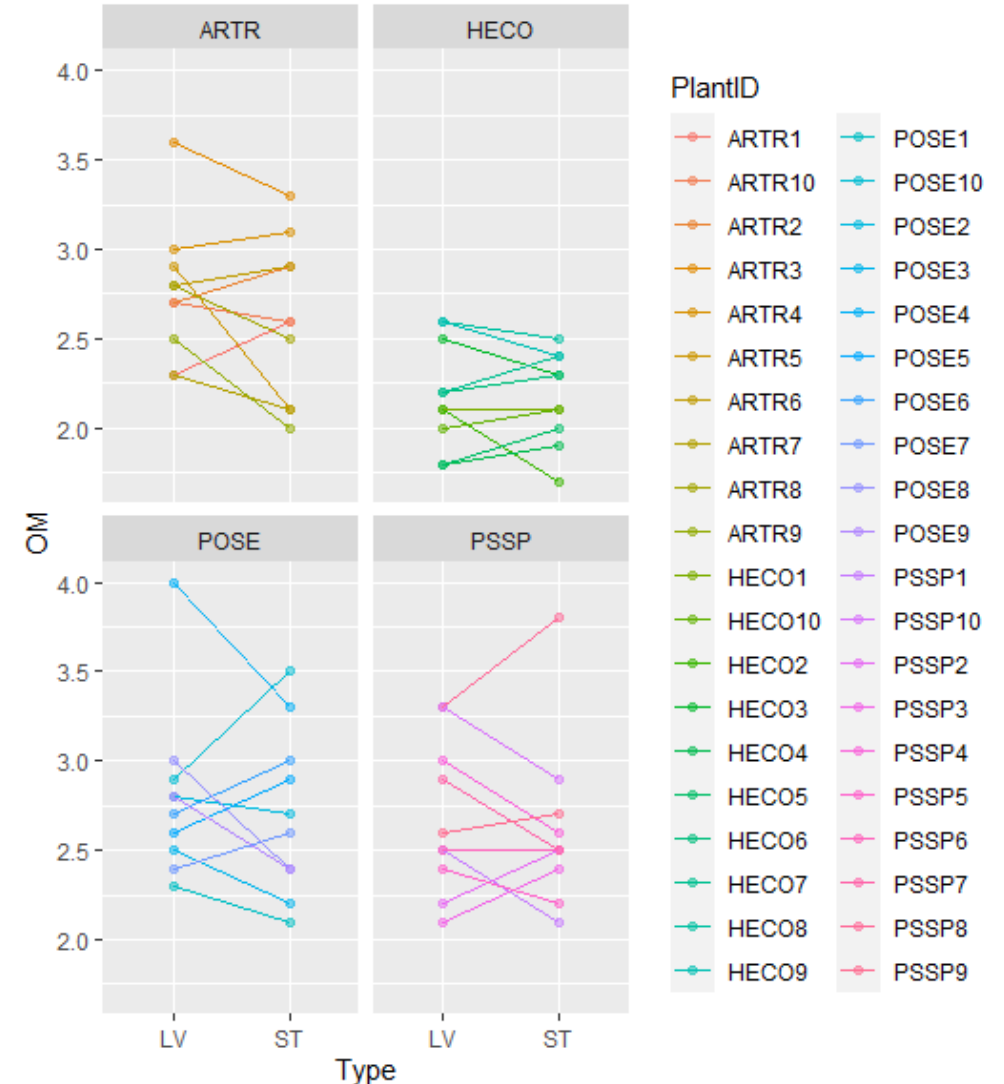 ARTR HECO
4.0
3.5
3.0
2.5
2.0
OM
POSE PSSP
4.0
3.5
3.0
2.5
2.0
LV ST LV ST
Type
PlantID
ARTR1 POSE1
ARTR10 POSE10
ARTR2 POSE2
ARTR3 POSE3
ARTR4 POSE4
ARTR5 POSE5
ARTR6 POSE6
ARTR7 POSE7
ARTR8 POSE8
ARTR9 POSE9
HECO1 PSSP1
HECO10 PSSP10
HECO2 PSSP2
HECO3 PSSP3
HECO4 PSSP4
HECO5 PSSP5
HECO6 PSSP6
HECO7 PSSP7
HECO8 PSSP8
HECO9 PSSP9